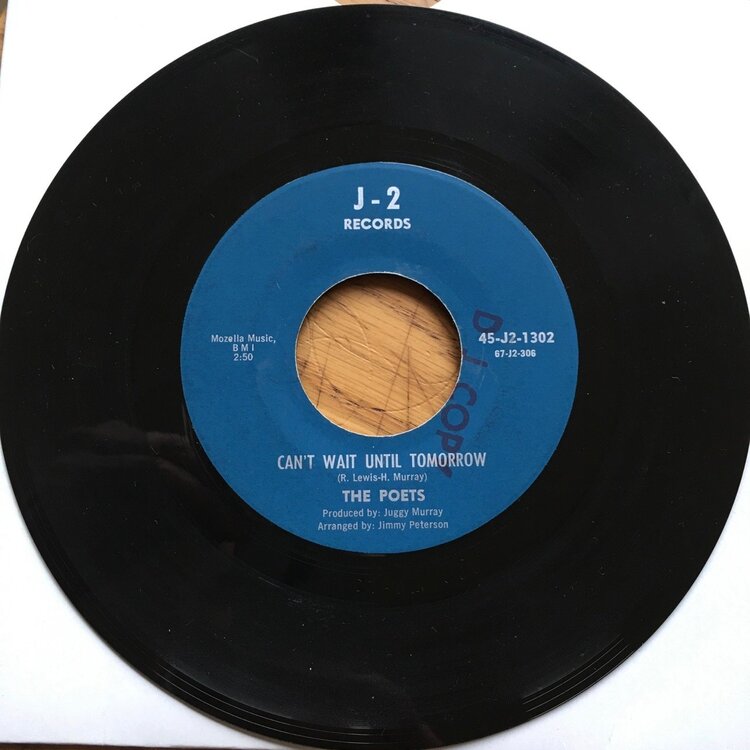 J-2
RECORDS
Mozella Music,
BMI
2:50
45-J2-1302
67-J2-306
D J COPY
CAN'T WAIT UNTIL TOMORROW
(R. Lewis-H. Murray)
THE POETS
Produced by: Juggy Murray
Arranged by: Jimmy Peterson